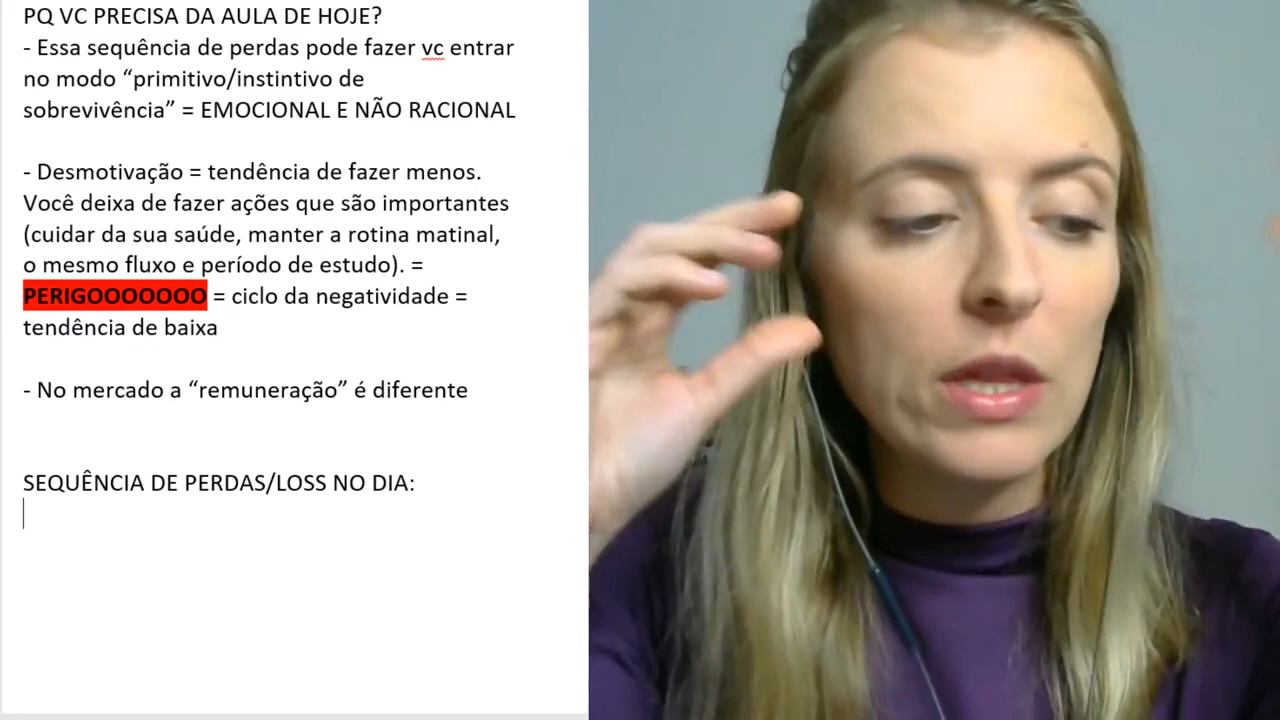 PQ VC PRECISA DA AULA DE HOJE?
- Essa sequência de perdas pode fazer vc entrar
no modo “primitivo/instintivo de
sobrevivência” = EMOCIONAL E NÃO RACIONAL
- Desmotivação = tendência de fazer menos.
Você deixa de fazer ações que são importantes
(cuidar da sua saúde, manter a rotina matinal,
o mesmo fluxo e período de estudo). =
PERIGOOOOOOO = ciclo da negatividade =
tendência de baixa
- No mercado a “remuneração” é diferente
SEQUÊNCIA DE PERDAS/LOSS NO DIA: